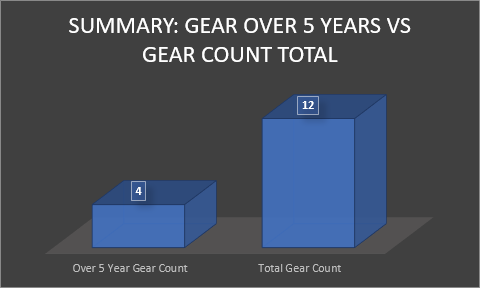 SUMMARY: GEAR OVER 5 YEARS VS
GEAR COUNT TOTAL
12
4
Over 5 Year Gear Count
Total Gear Count